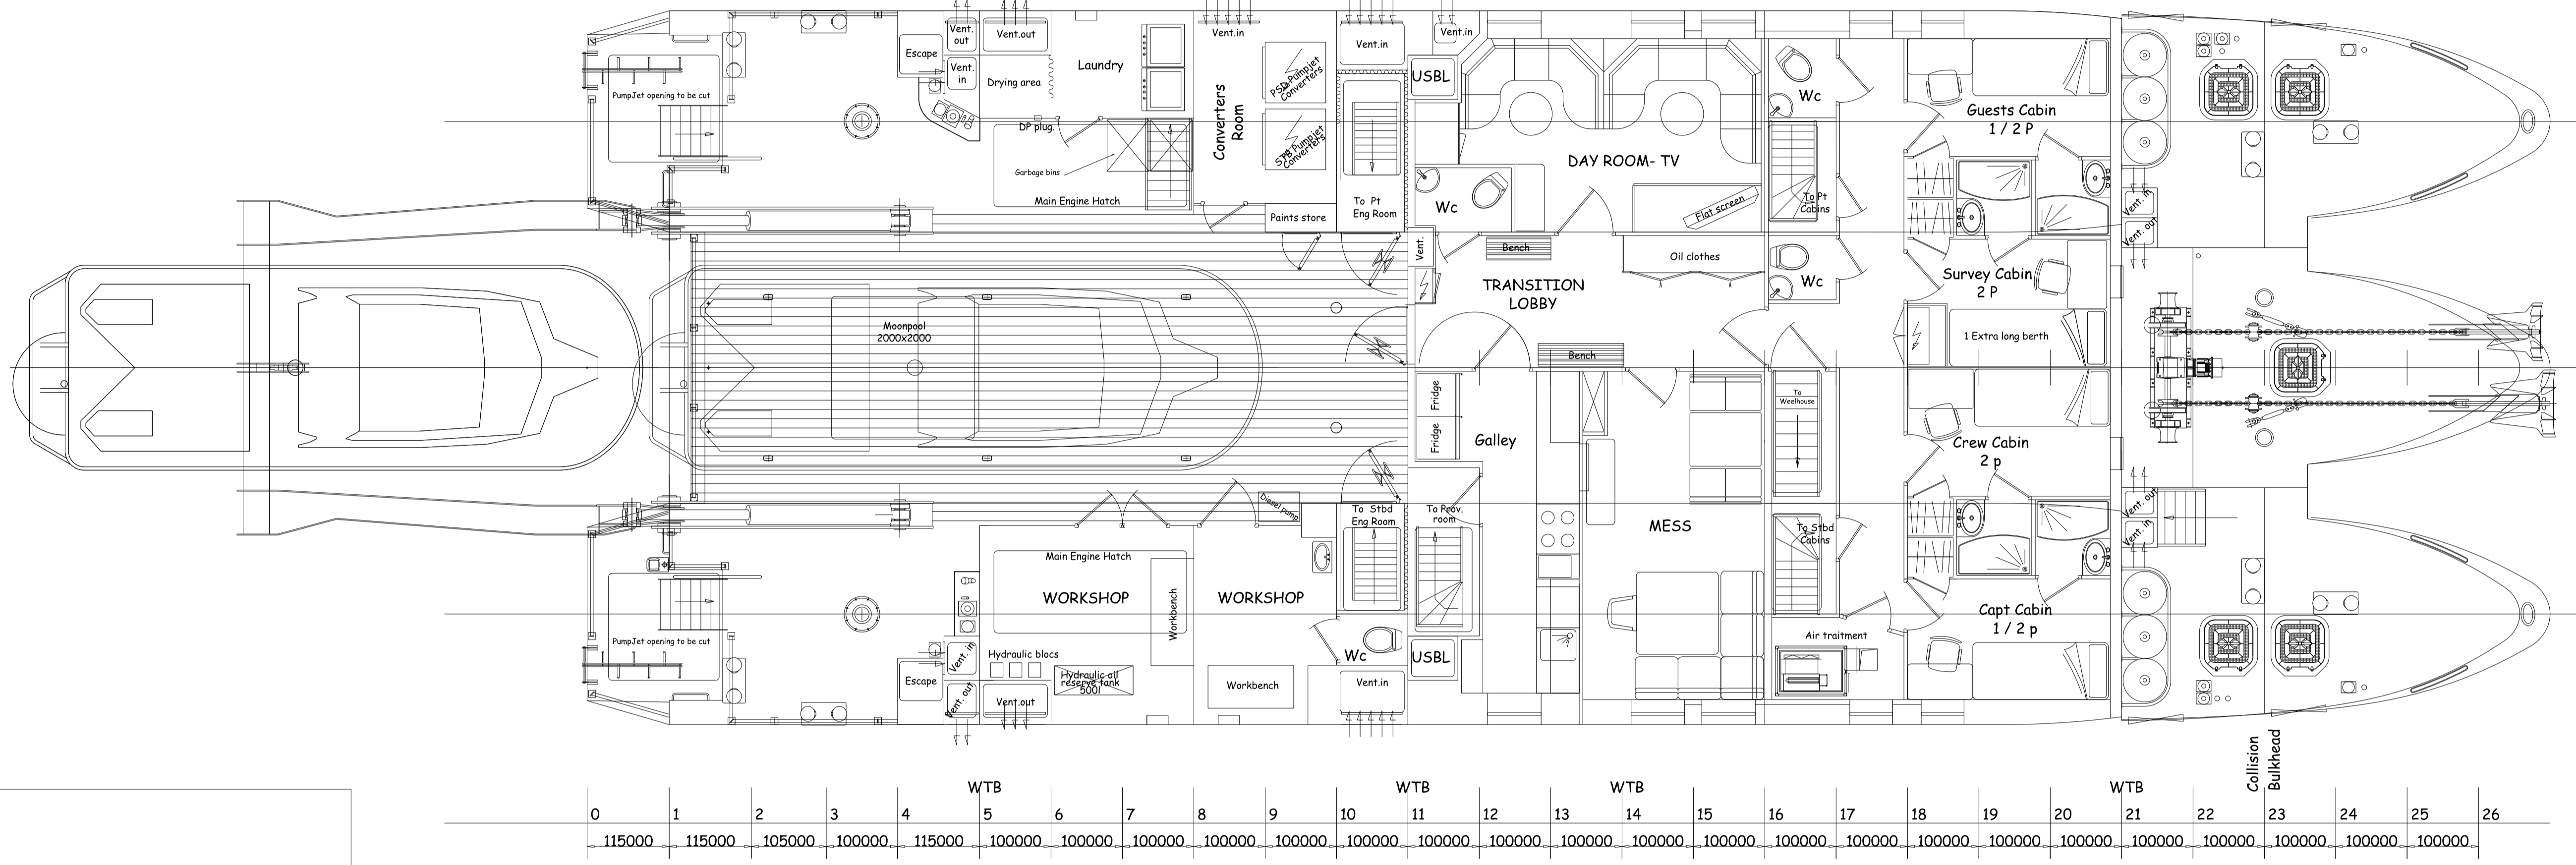 Vent.
out
Vent.out
Vent.in
Vent.in
Vent.in
Escape
Vent.
in
Drying area
Laundry
Converters
Room
PSD Pumpjet
Converters
STB Pumpjet
Converters
USBL
PumpJet opening to be cut
DP plug.
Garbage bins
Main Engine Hatch
Paints store
To Pt
Eng Room
Wc
DAY ROOM- TV
Flat screen
Wc
To Pt
Cabins
Guests Cabin
1 / 2 P
Vent. in
Vent. out
Vent.
Bench
Oil clothes
Wc
TRANSITION
LOBBY
Survey Cabin
2 P
1 Extra long berth
Moonpool
2000x2000
Bench
Fridge
Fridge
Galley
To
Weelhouse
Crew Cabin
2 p
Diesel pump
To Stbd
Eng Room
To Prov.
room
MESS
To Stbd
Cabins
Vent. out
Vent. in
Main Engine Hatch
WORKSHOP
Workbench
WORKSHOP
Capt Cabin
1 / 2 p
PumpJet opening to be cut
Air traitment
Vent. in
Hydraulic blocs
Wc
USBL
Escape
Vent. out
Hydraulic oil
reserve tank
500l
Workbench
Vent.in
Vent.out
Collision
Bulkhead
WTB WTB WTB WTB
0 1 2 3 4 5 6 7 8 9 10 11 12 13 14 15 16 17 18 19 20 21 22 23 24 25 26
115000 115000 105000 100000 115000 100000 100000 100000 100000 100000 100000 100000 100000 100000 100000 100000 100000 100000 100000 100000 100000 100000 100000 100000 100000 100000